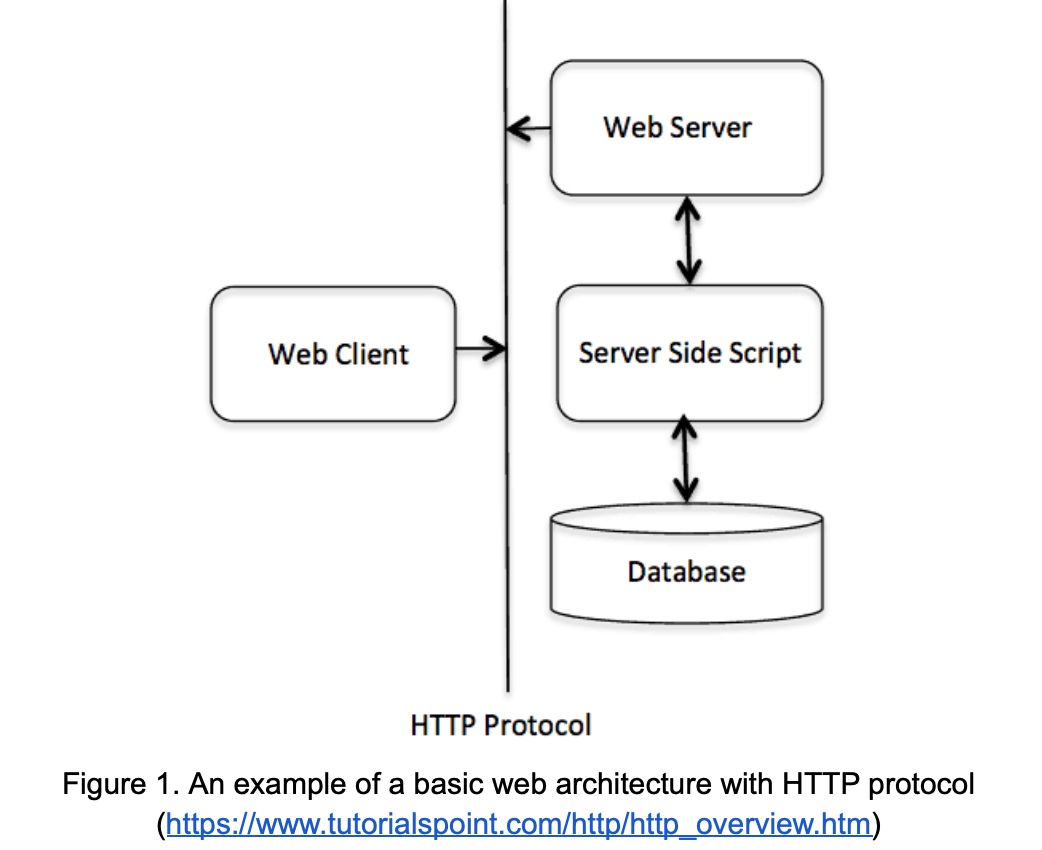 Web Server
Web Client
Server Side Script
Database
HTTP Protocol
Figure 1. An example of a basic web architecture with HTTP protocol
(https://www.tutorialspoint.com/http/http_overview.htm)